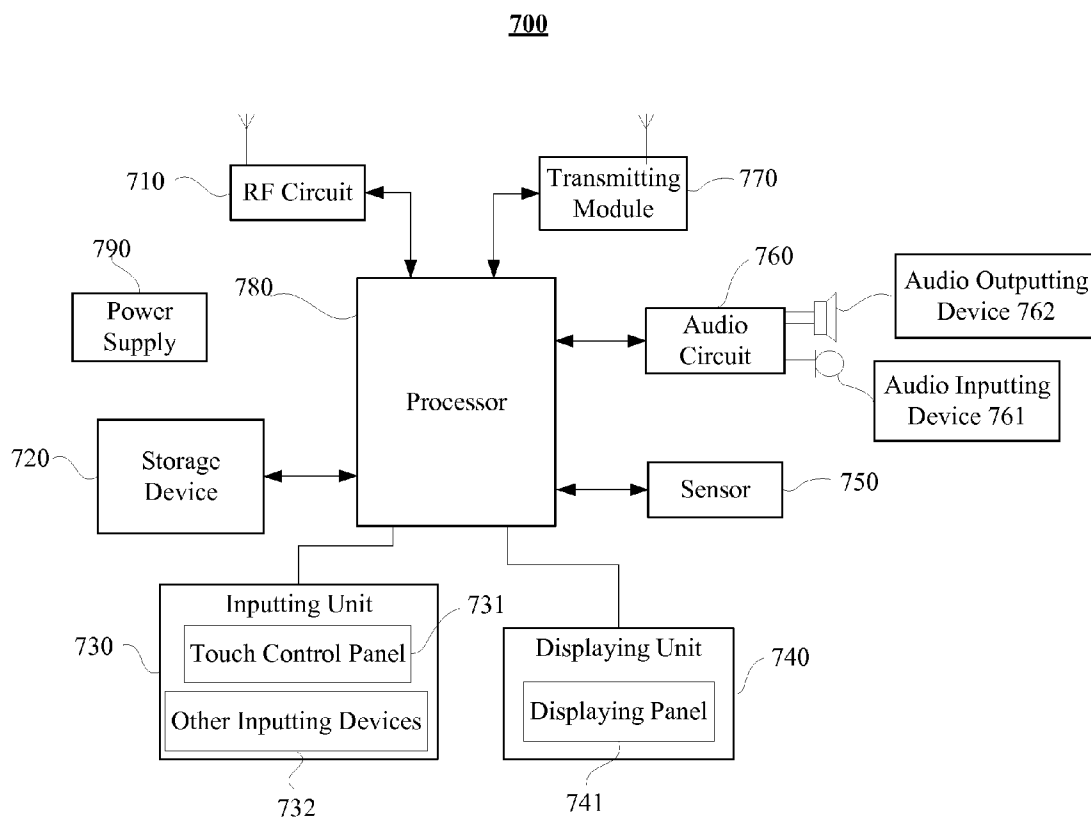 700
710
RF Circuit
Transmitting
Module
770
790
Power
Supply
780
Processor
760
Audio
Circuit
Audio Outputting
Device 762
Audio Inputting
Device 761
720
Storage
Device
Sensor
750
Inputting Unit
731
730
Touch Control Panel
Other Inputting Devices
732
Displaying Unit
740
Displaying Panel
741